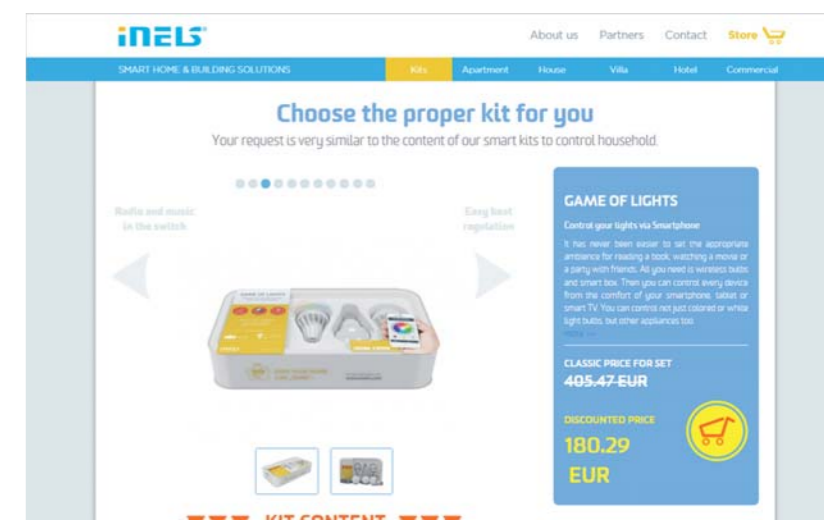 iNELS
About us Partners Contact Store
SMART HOME & BUILDING SOLUTIONS Kits Apartment House Villa Hotel Commercial
Choose the proper kit for you
Your request is very similar to the content of our smart kits to control household.
Radio and music
in the switch
Easy heat
regulation
GAME OF LIGHTS
GAME OF LIGHTS
Control your lights via Smartphone
It has never been easier to set the appropriate
ambience for reading a book, watching a movie or
a party with friends. All you need is wireless bulbs
and smart box. Then you can control every device
from the comfort of your smartphone, tablet or
smart TV. You can control not just colored or white
light bulbs, but other appliances too.
more >>
CLASSIC PRICE FOR SET
405.47 EUR
DISCOUNTED PRICE
180.29
EUR
KIT CONTENT